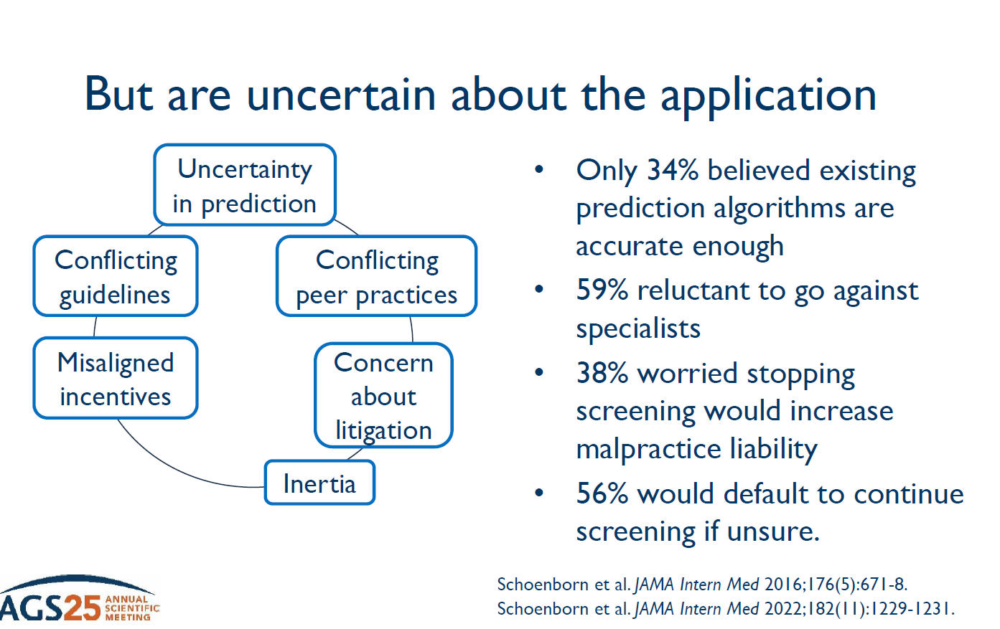 But are uncertain about the application
Uncertainty
in prediction
Conflicting
guidelines
Conflicting
peer practices
Misaligned
incentives
Concern
about
litigation
Inertia
• Only 34% believed existing
prediction algorithms are
accurate enough
• 59% reluctant to go against
specialists
• 38% worried stopping
screening would increase
malpractice liability
• 56% would default to continue
screening if unsure.
Schoenborn et al. JAMA Intern Med 2016;176(5):671-8.
Schoenborn et al. JAMA Intern Med 2022;182(11):1229-1231.
AGS25 ANNUAL
SCIENTIFIC
MEETING